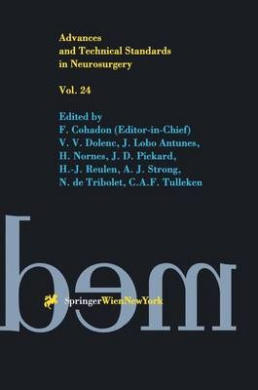 Advances
and Technical Standards
in Neurosurgery
Vol. 24
Edited by
F. Cohadon (Editor-in-Chief)
V. V. Dolenc, J. Lobo Antunes,
H. Nornes, J. D. Pickard,
H.-J. Reulen, A. J. Strong,
N. de Tribolet, C.A.F. Tulleken
bem
SpringerWienNewYork